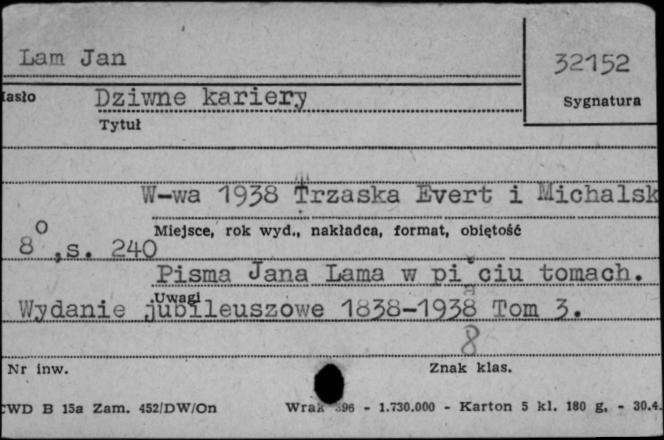 Lam Jan
32152
Hasło Dziwne kariery
Sygnatura
Tytuł
W-wa 1938 Trzaska Evert i Michalsk
Miejsce, rok wyd., nakładca, format, objętość
8°, s. 240
Pisma Jana Lama w pięciu tomach.
Uwagi
Wydanie jubileuszowe 1838-1938 Tom 3.
8
Nr inw.
Znak klas.
CWD B 15a Zam. 452/DW/On Wrak 396 - 1.730.000 - Karton 5 kl. 180 g. - 30.4.